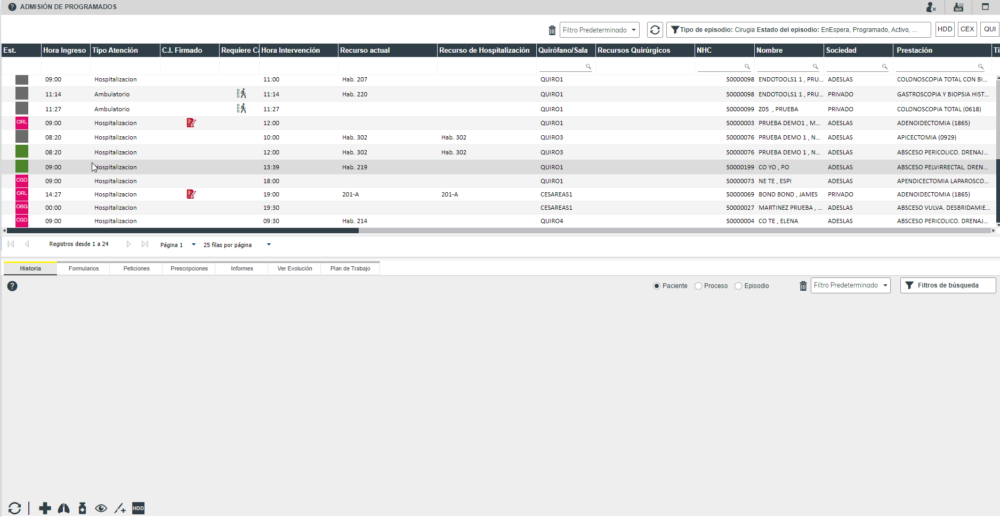 ADMISIÓN DE PROGRAMADOS
QUI
Filtro Predeterminado
Tipo de episodio: Cirugia Estado del episodio: EnEspera, Programado, Activo, ...
HDD CEX QUI
Est. Hora Ingreso Tipo Atención C.I. Firmado Requiere Ca Hora Intervención Recurso actual Recurso de Hospitalización Quirófano/Sala Recursos Quirúrgicos NHC Nombre Sociedad Prestación Ti
09:00 Hospitalizacion 11:00 Hab. 207 QUIRO1 50000098 ENDOTOOLS1 1 , PRU... ADESLAS COLONOSCOPIA TOTAL CON BI...
11:14 Ambulatorio HDQ 11:14 Hab. 220 QUIRO1 50000098 ENDOTOOLS1 1 , PRU... PRIVADO GASTROSCOPIA Y BIOPSIA HIST...
11:27 Ambulatorio HDQ 11:27 QUIRO1 50000099 Z05 , PRUEBA PRIVADO COLONOSCOPIA TOTAL (0618)
ORL 09:00 Hospitalizacion 12:00 QUIRO1 50000003 PRUEBA DEMO1 , M... ADESLAS ADENOIDECTOMIA (1865)
08:20 Hospitalizacion 10:00 Hab. 302 Hab. 302 QUIRO3 50000076 PRUEBA DEMO 1 , N... ADESLAS APICECTOMIA (0929)
08:20 Hospitalizacion 12:00 Hab. 302 Hab. 302 QUIRO3 50000076 PRUEBA DEMO 1 , N... ADESLAS ABSCESO PERICOLICO. DRENAJ...
09:00 Hospitalizacion 13:39 Hab. 219 QUIRO1 50000199 CO YO , PO ADESLAS ABSCESO PELVIRRECTAL. DREN...
CGD 09:00 Hospitalizacion 18:00 QUIRO1 50000073 NE TE , ESPI ADESLAS APENDICECTOMIA LAPAROSCO...
ORL 14:27 Hospitalizacion 19:00 201-A 201-A CESAREAS1 50000069 BOND BOND , JAMES PRIVADO ADENOIDECTOMIA (1865)
OBG 00:00 Hospitalizacion 19:30 CESAREAS1 50000027 MARTINEZ PRUEBA , ... ADESLAS ABSCESO VULVA. DESBRIDAMIE...
CGD 09:00 Hospitalizacion 09:30 Hab. 214 QUIRO4 50000004 CO TE , ELENA ADESLAS ABSCESO PERICOLICO. DRENAJ...
Registros desde 1 a 24 Página 1 25 filas por página
Historia Formularios Peticiones Prescripciones Informes Ver Evolución Plan de Trabajo
Paciente Proceso Episodio Filtro Predeterminado Filtros de búsqueda
HDD